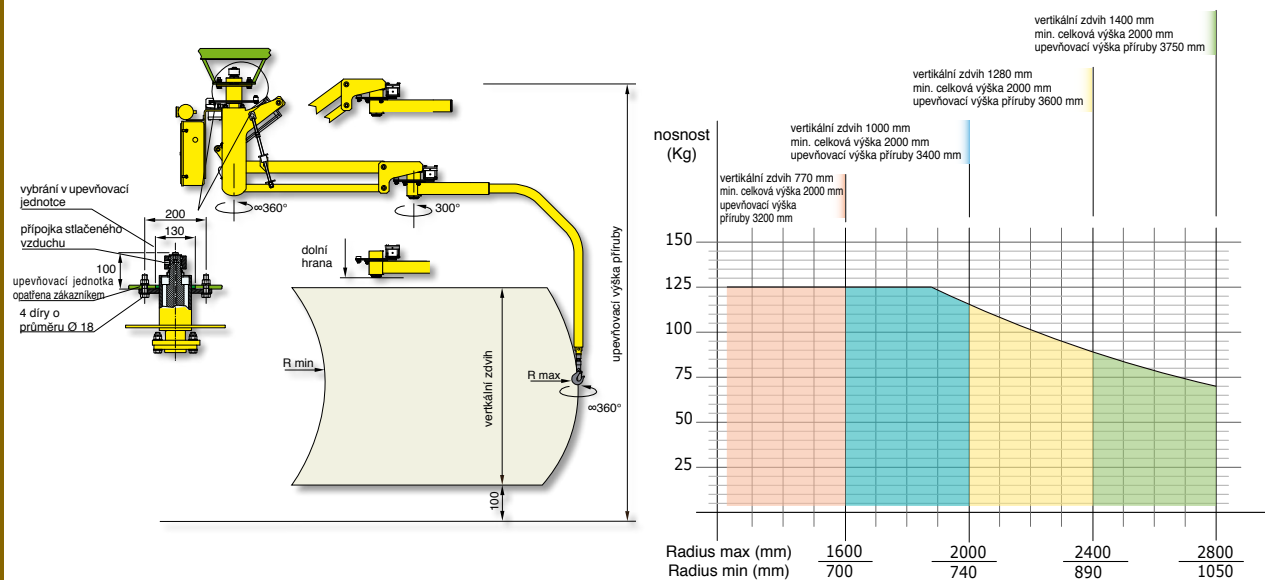 ∞360°
300°
vybrání v upevňovací
jednotce
200
130
přípojka stlačeného
vzduchu
100
upevňovací jednotka
opatřena zákazníkem
4 díry o
průměru Ø 18
dolní
hrana
R min
R max
vertkální zdvih
∞360°
100
upevňovací výška příruby
vertikální zdvih 1400 mm
min. celková výška 2000 mm
upevňovací výška příruby 3750 mm
vertikální zdvih 1280 mm
min. celková výška 2000 mm
upevňovací výška příruby 3600 mm
vertikální zdvih 1000 mm
min. celková výška 2000 mm
upevňovací výška příruby 3400 mm
vertikální zdvih 770 mm
min. celková výška 2000 mm
upevňovací výška
příruby 3200 mm
nosnost
(Kg)
150
125
100
75
50
25
Radius max (mm) 1600 2000 2400 2800
Radius min (mm) 700 740 890 1050